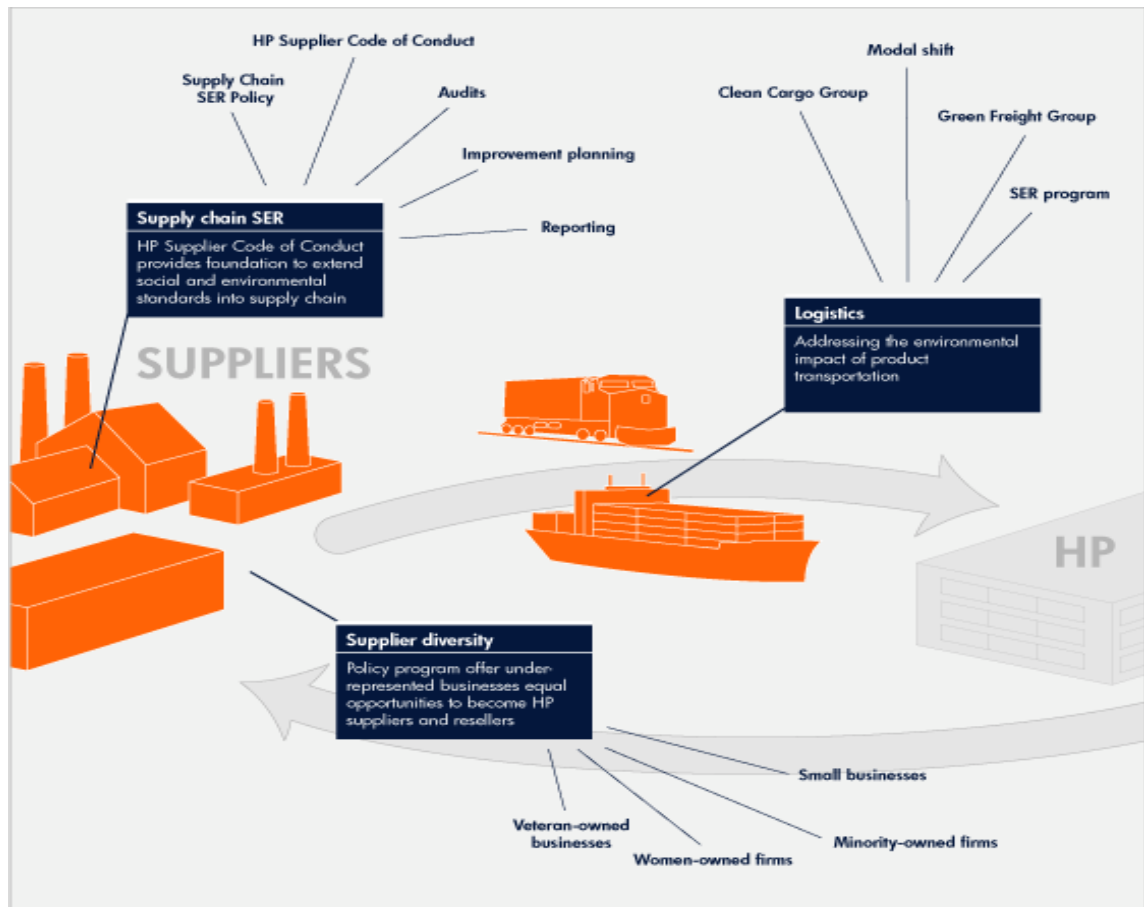 HP Supplier Code of Conduct
Supply Chain
SER Policy
Audits
Improvement planning
Reporting
Supply chain SER
HP Supplier Code of Conduct
provides foundation to extend
social and environmental
standards into supply chain
Modal shift
Clean Cargo Group
Green Freight Group
SER program
Logistics
Addressing the environmental
impact of product
transportation
SUPPLIERS
HP
Supplier diversity
Policy program offer under-
represented businesses equal
opportunities to become HP
suppliers and resellers
Small businesses
Veteran-owned
businesses
Women-owned firms
Minority-owned firms